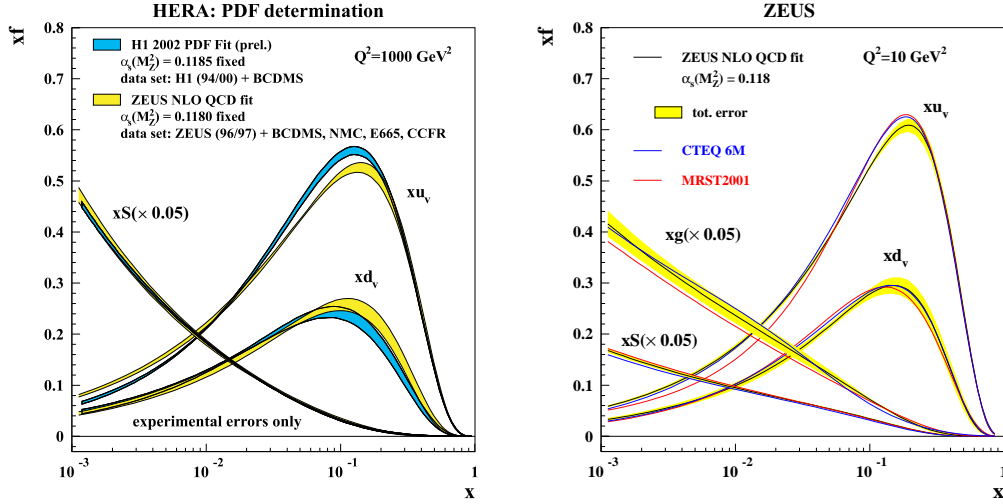 HERA: PDF determination
xf
0.8
0.7
0.6
0.5
0.4
0.3
0.2
0.1
0
H1 2002 PDF Fit (prel.)
αs(M²Z) = 0.1185 fixed
data set: H1 (94/00) + BCDMS
Q²=1000 GeV²
ZEUS NLO QCD fit
αs(M²Z) = 0.1180 fixed
data set: ZEUS (96/97) + BCDMS, NMC, E665, CCFR
xS(× 0.05)
xuv
xdv
experimental errors only
10⁻³ 10⁻² 10⁻¹ 1
x
ZEUS
xf
0.8
0.7
0.6
0.5
0.4
0.3
0.2
0.1
0
ZEUS NLO QCD fit
αs(M²Z) = 0.118
Q²=10 GeV²
tot. error
CTEQ 6M
MRST2001
xuv
xg(× 0.05)
xdv
xS(× 0.05)
10⁻³ 10⁻² 10⁻¹ 1
x